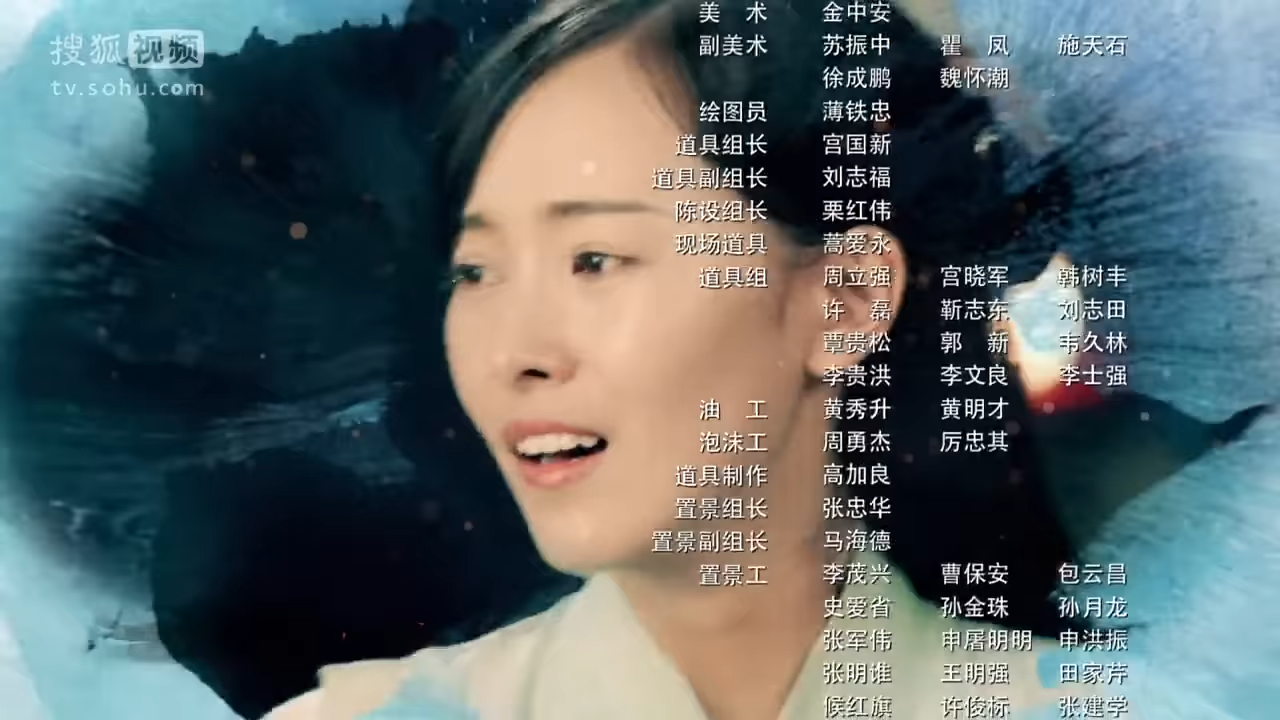 搜狐视频
tv.sohu.com
美 术 金中安
副美术 苏振中 瞿 凤 施天石
徐成鹏 魏怀潮
绘图员 薄铁忠
道具组长 宫国新
道具副组长 刘志福
陈设组长 栗红伟
现场道具 蒿爱永
道具组 周立强 宫晓军 韩树丰
许 磊 靳志东 刘志田
覃贵松 郭 新 韦久林
李贵洪 李文良 李士强
油 工 黄秀升 黄明才
泡沫工 周勇杰 厉忠其
道具制作 高加良
置景组长 张忠华
置景副组长 马海德
置景工 李茂兴 曹保安 包云昌
史爱省 孙金珠 孙月龙
张军伟 申屠明明 申洪振
张明谁 王明强 田家芹
候红旗 许俊标 张建学